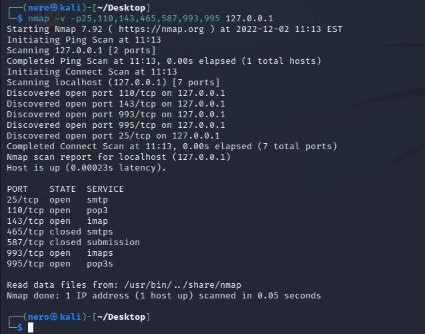 ┌──(nero㉿kali)-[~/Desktop]
└─$ nmap -v -p25,110,143,465,587,993,995 127.0.0.1
Starting Nmap 7.92 ( https://nmap.org ) at 2022-12-02 11:13 EST
Initiating Ping Scan at 11:13
Scanning 127.0.0.1 [2 ports]
Completed Ping Scan at 11:13, 0.00s elapsed (1 total hosts)
Initiating Connect Scan at 11:13
Scanning localhost (127.0.0.1) [7 ports]
Discovered open port 110/tcp on 127.0.0.1
Discovered open port 143/tcp on 127.0.0.1
Discovered open port 993/tcp on 127.0.0.1
Discovered open port 995/tcp on 127.0.0.1
Discovered open port 25/tcp on 127.0.0.1
Completed Connect Scan at 11:13, 0.00s elapsed (7 total ports)
Nmap scan report for localhost (127.0.0.1)
Host is up (0.00023s latency).
PORT STATE SERVICE
25/tcp open smtp
110/tcp open pop3
143/tcp open imap
465/tcp closed smtps
587/tcp closed submission
993/tcp open imaps
995/tcp open pop3s
Read data files from: /usr/bin/../share/nmap
Nmap done: 1 IP address (1 host up) scanned in 0.05 seconds
┌──(nero㉿kali)-[~/Desktop]
└─$